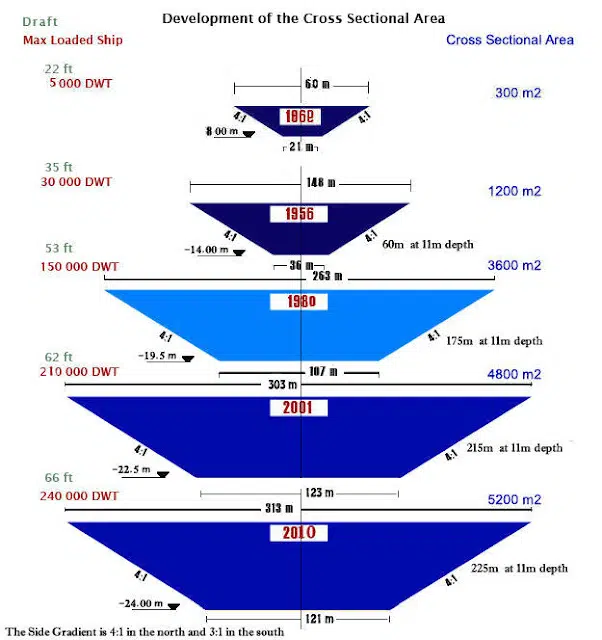 Development of the Cross Sectional Area
Draft
Max Loaded Ship
Cross Sectional Area
22 ft
5 000 DWT
60 m
300 m2
1869
4:1
4:1
8.00 m
21 m
35 ft
30 000 DWT
148 m
1200 m2
1956
4:1
4:1
60m at 11m depth
-14.00 m
36 m
53 ft
150 000 DWT
263 m
3600 m2
1980
4:1
4:1
175m at 11m depth
-19.5 m
107 m
62 ft
210 000 DWT
303 m
4800 m2
2001
4:1
4:1
215m at 11m depth
-22.5 m
123 m
66 ft
240 000 DWT
313 m
5200 m2
2010
4:1
4:1
225m at 11m depth
-24.00 m
121 m
The Side Gradient is 4:1 in the north and 3:1 in the south